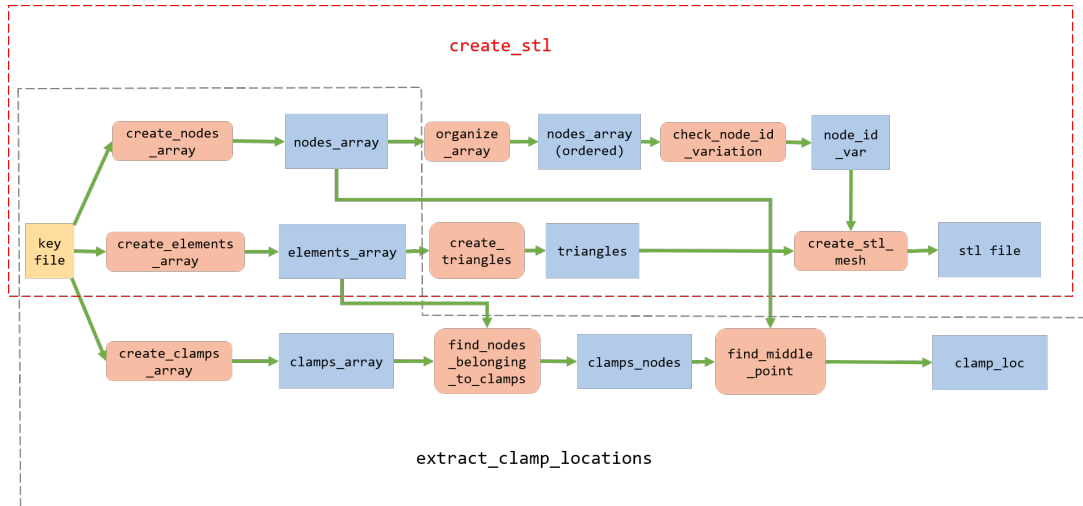 create_stl
create_nodes
_array
nodes_array
organize
_array
nodes_array
(ordered)
check_node_id
_variation
node_id
_var
key
file
create_elements
_array
elements_array
create_
triangles
triangles
create_stl_
mesh
stl file
create_clamps
_array
clamps_array
find_nodes
_belonging
_to_clamps
clamps_nodes
find_middle
_point
clamp_loc
extract_clamp_locations